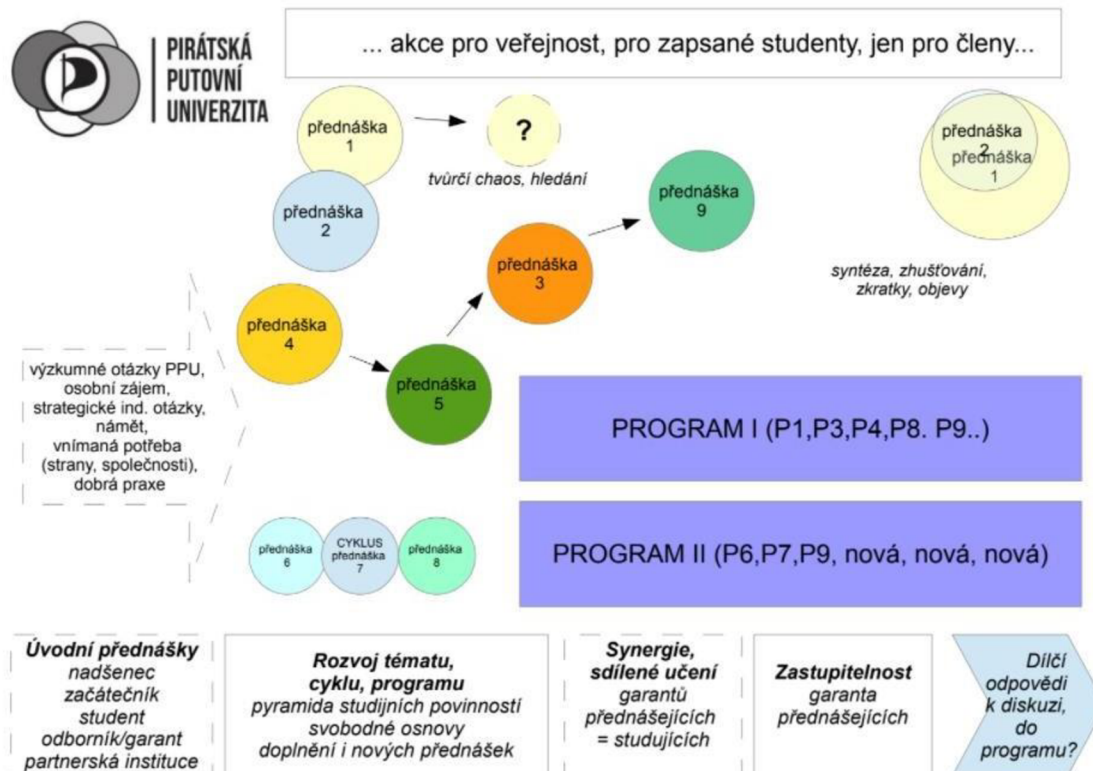 PIRÁTSKÁ
PUTOVNÍ
UNIVERZITA
... akce pro veřejnost, pro zapsané studenty, jen pro členy...
přednáška
1
?
tvůrčí chaos, hledání
přednáška
2
přednáška
9
přednáška
2
přednáška
1
syntéza, zhušťování,
zkratky, objevy
přednáška
3
přednáška
4
přednáška
5
výzkumné otázky PPU,
osobní zájem,
strategické ind. otázky,
námět,
vnímaná potřeba
(strany, společnosti),
dobrá praxe
PROGRAM I (P1,P3,P4,P8. P9..)
přednáška
6
CYKLUS
přednáška
7
přednáška
8
PROGRAM II (P6,P7,P9, nová, nová, nová)
Úvodní přednášky
nadšenec
začátečník
student
odborník/garant
partnerská instituce
Rozvoj tématu,
cyklu, programu
pyramida studijních povinností
svobodné osnovy
doplnění i nových přednášek
Synergie,
sdílené učení
garantů
přednášejících
= studujících
Zastupitelnost
garanta
přednášejících
Dílčí
odpovědi
k diskuzi,
do
programu?